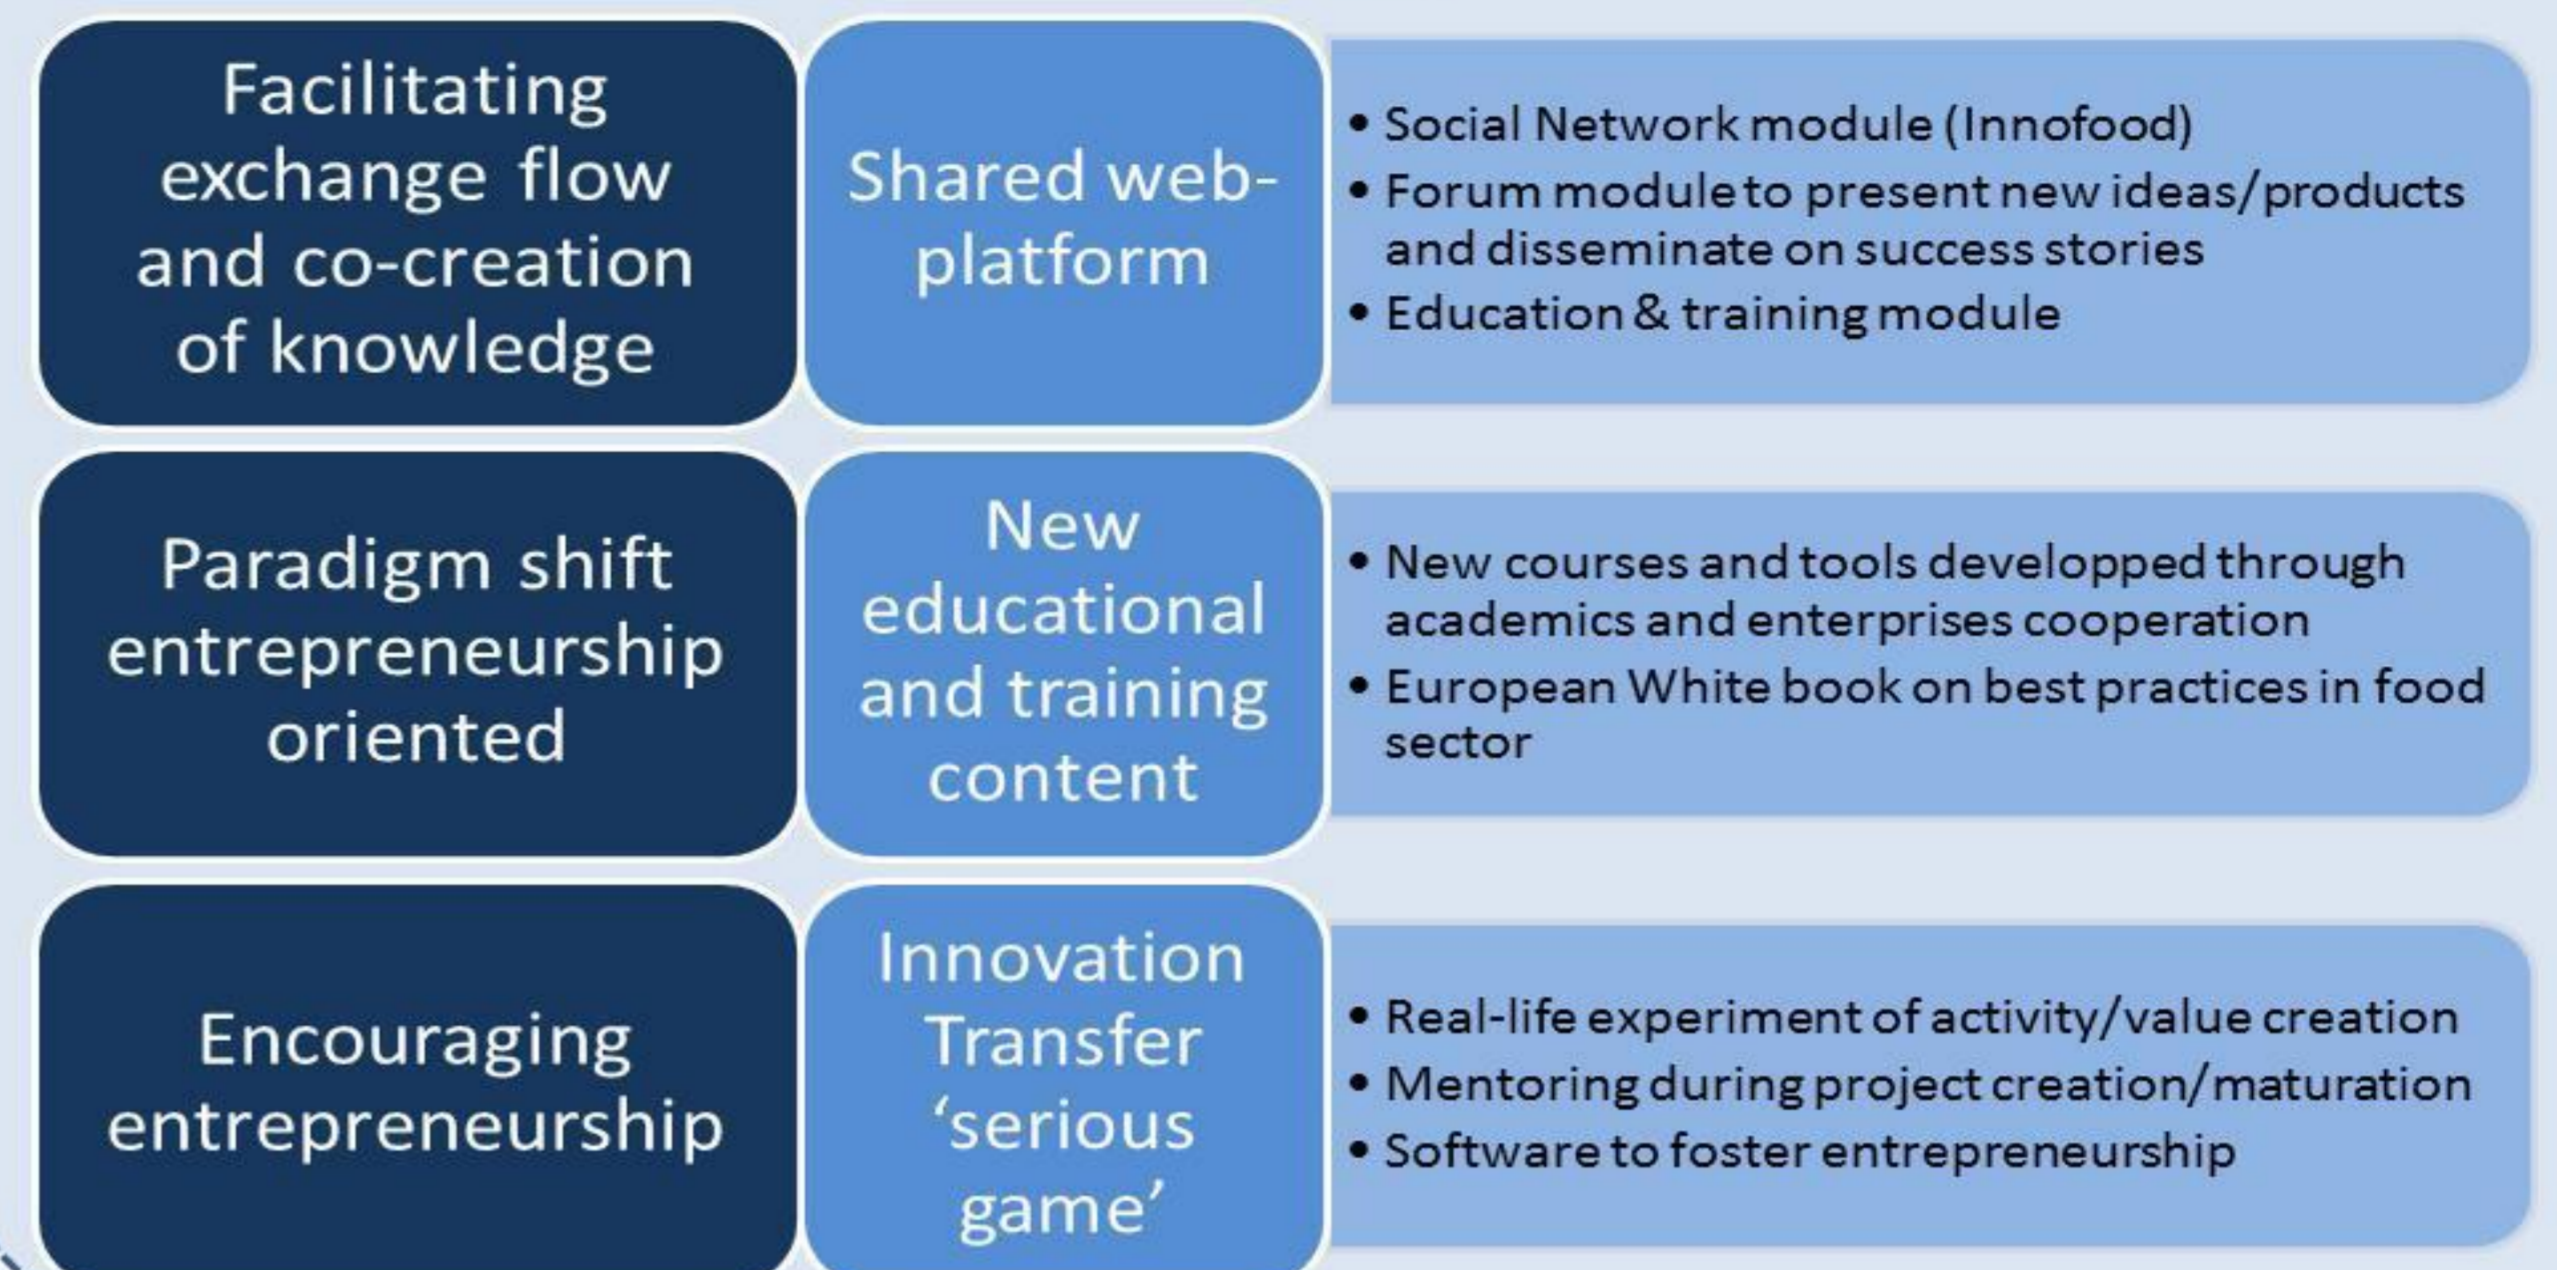 Facilitating
exchange flow
and co-creation
of knowledge
Shared web-
platform
• Social Network module (Innofood)
• Forum module to present new ideas/products
and disseminate on success stories
• Education & training module
Paradigm shift
entrepreneurship
oriented
New
educational
and training
content
• New courses and tools developped through
academics and enterprises cooperation
• European White book on best practices in food
sector
Encouraging
entrepreneurship
Innovation
Transfer
‘serious
game’
• Real-life experiment of activity/value creation
• Mentoring during project creation/maturation
• Software to foster entrepreneurship